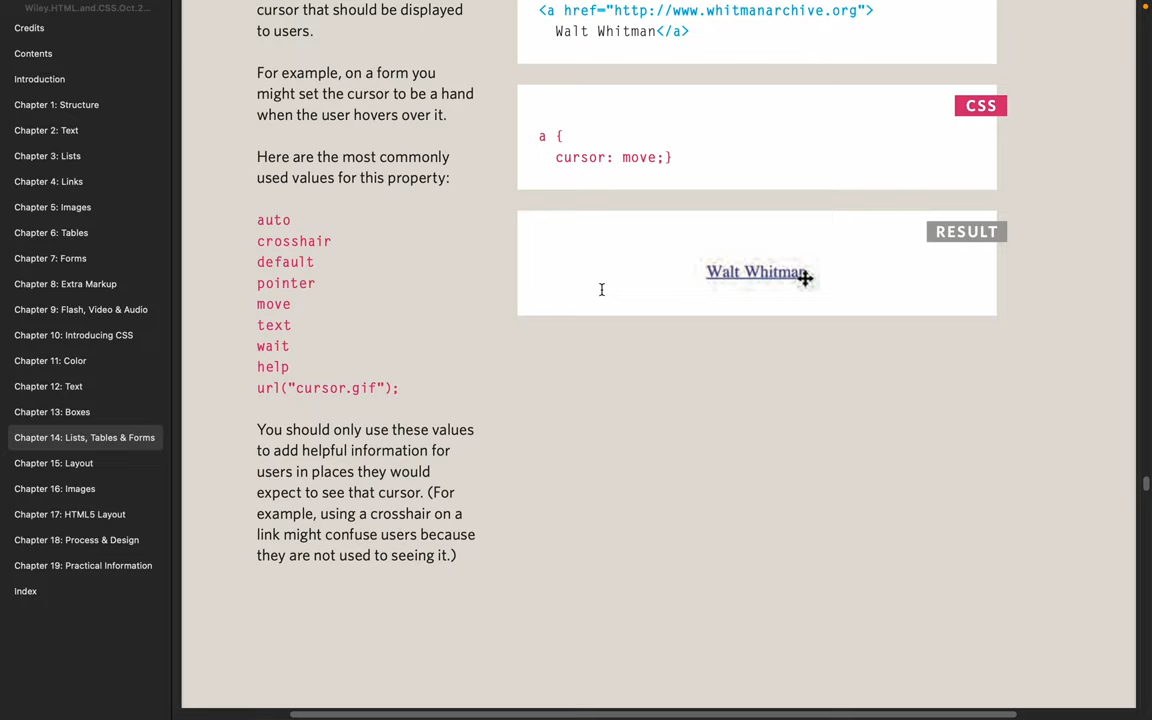 Wiley.HTML.and.CSS.Oct.2...
Credits
Contents
Introduction
Chapter 1: Structure
Chapter 2: Text
Chapter 3: Lists
Chapter 4: Links
Chapter 5: Images
Chapter 6: Tables
Chapter 7: Forms
Chapter 8: Extra Markup
Chapter 9: Flash, Video & Audio
Chapter 10: Introducing CSS
Chapter 11: Color
Chapter 12: Text
Chapter 13: Boxes
Chapter 14: Lists, Tables & Forms
Chapter 15: Layout
Chapter 16: Images
Chapter 17: HTML5 Layout
Chapter 18: Process & Design
Chapter 19: Practical Information
Index
cursor that should be displayed
to users.
For example, on a form you
might set the cursor to be a hand
when the user hovers over it.
Here are the most commonly
used values for this property:
auto
crosshair
default
pointer
move
text
wait
help
url("cursor.gif");
You should only use these values
to add helpful information for
users in places they would
expect to see that cursor. (For
example, using a crosshair on a
link might confuse users because
they are not used to seeing it.)
<a href="http://www.whitmanarchive.org">
Walt Whitman</a>
CSS
a {
cursor: move;}
RESULT
Walt Whitman